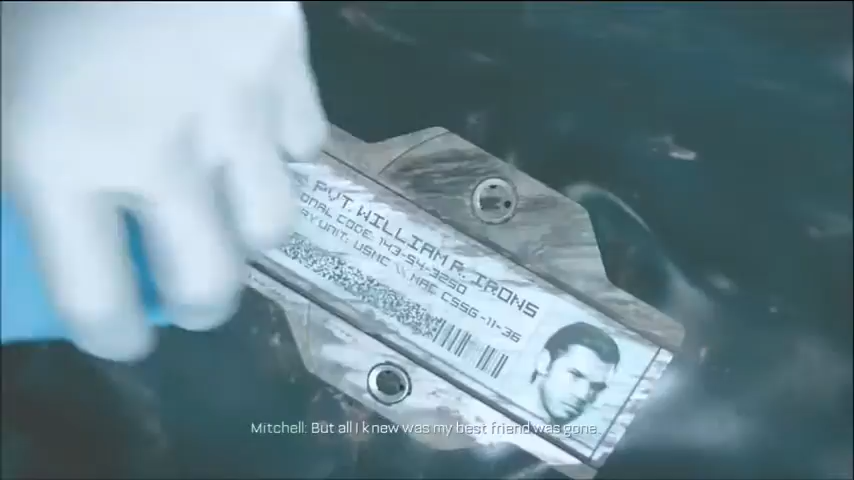 PVT. WILLIAM R. IRONS
ONAL CODE: 143-54-3250
RY UNIT: USMC \\ MAC CSSG-11-36
Mitchell: But all I knew was my best friend was gone.